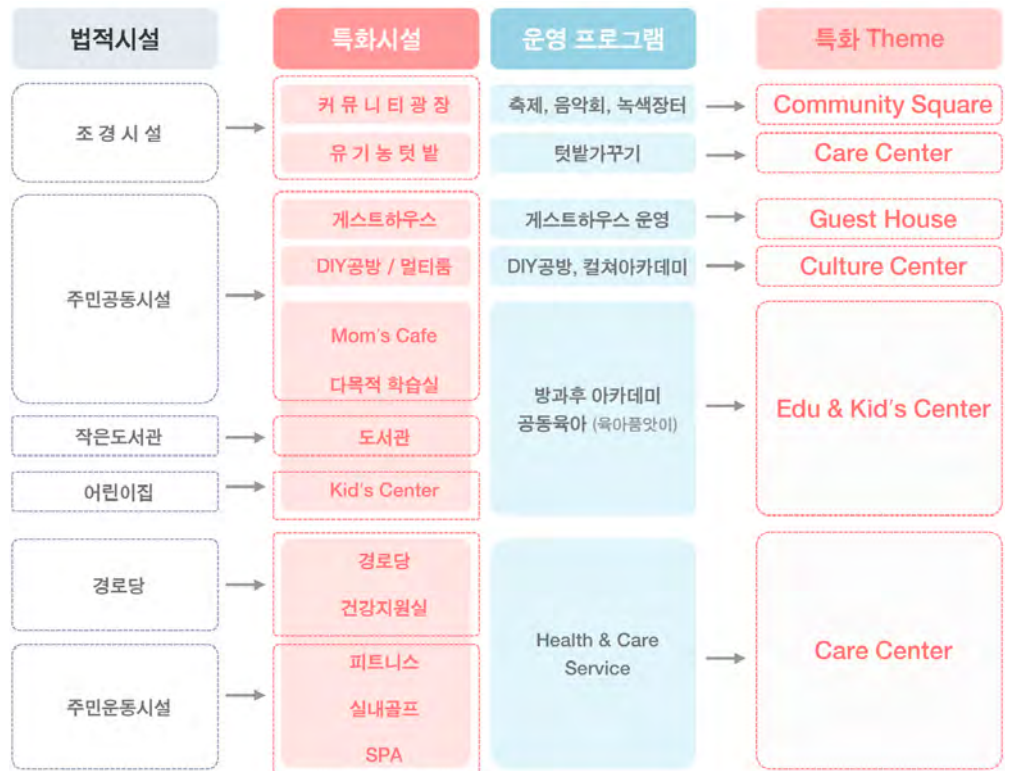 법적시설
특화시설
운영 프로그램
특화 Theme
조 경 시 설
커 뮤 니 티 광 장
축제, 음악회, 녹색장터
Community Square
유 기 농 텃 밭
텃밭가꾸기
Care Center
주민공동시설
게스트하우스
게스트하우스 운영
Guest House
DIY공방 / 멀티룸
DIY공방, 컬쳐아카데미
Culture Center
Mom's Cafe
다목적 학습실
방과후 아카데미
공동육아 (육아품앗이)
Edu & Kid's Center
작은도서관
도서관
어린이집
Kid's Center
경로당
경로당
건강지원실
Health & Care
Service
Care Center
주민운동시설
피트니스
실내골프
SPA